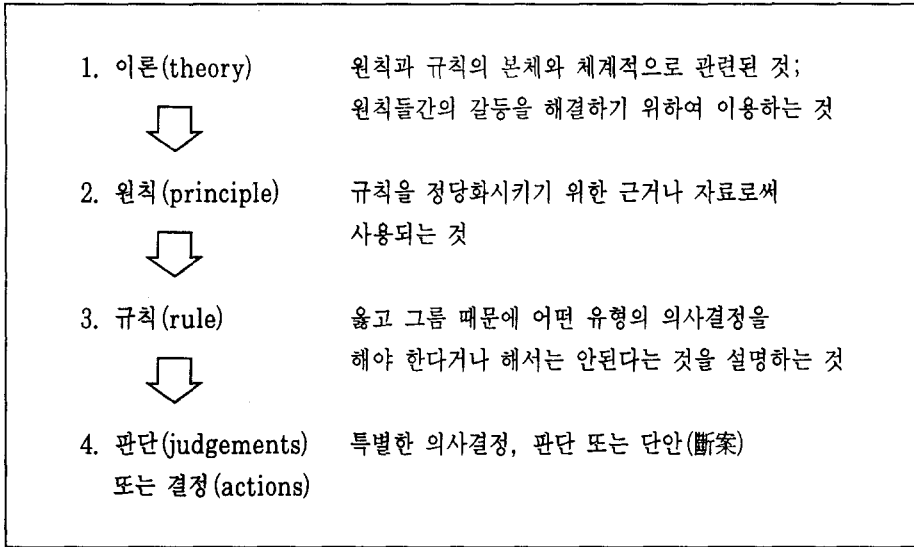 1. 이론(theory) 원칙과 규칙의 본체와 체계적으로 관련된 것;
원칙들간의 갈등을 해결하기 위하여 이용하는 것
2. 원칙(principle) 규칙을 정당화시키기 위한 근거나 자료로써
사용되는 것
3. 규칙(rule) 옳고 그름 때문에 어떤 유형의 의사결정을
해야 한다거나 해서는 안된다는 것을 설명하는 것
4. 판단(judgements) 특별한 의사결정, 판단 또는 단안(斷案)
또는 결정(actions)